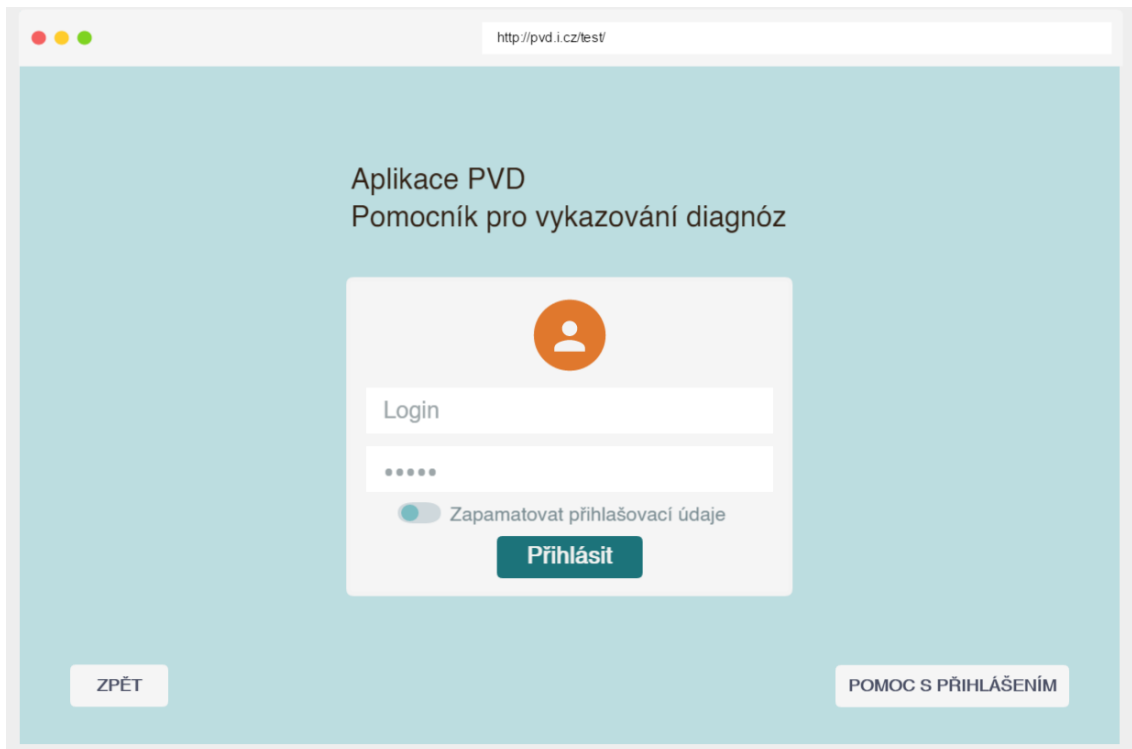 http://pvd.i.cz/test/
Aplikace PVD
Pomocník pro vykazování diagnóz
Login
•••••
Zapamatovat přihlašovací údaje
Přihlásit
ZPĚT
POMOC S PŘIHLÁŠENÍM